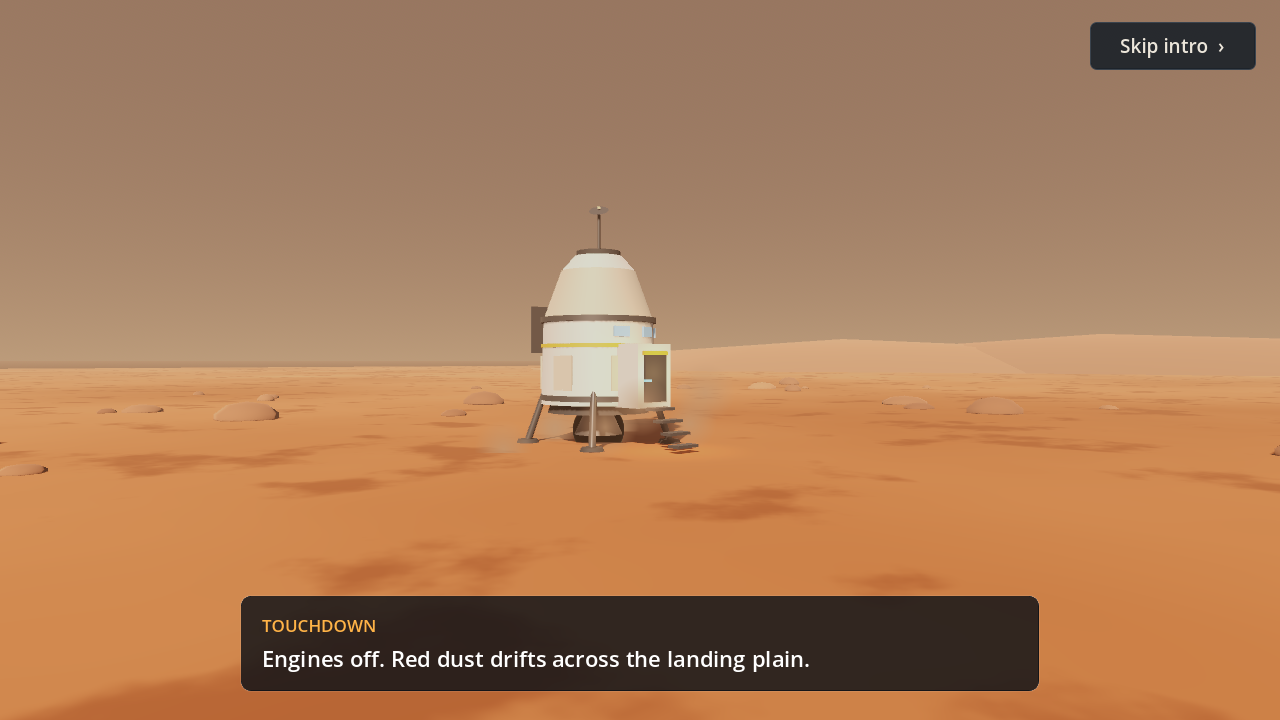 Skip intro ›
TOUCHDOWN
Engines off. Red dust drifts across the landing plain.